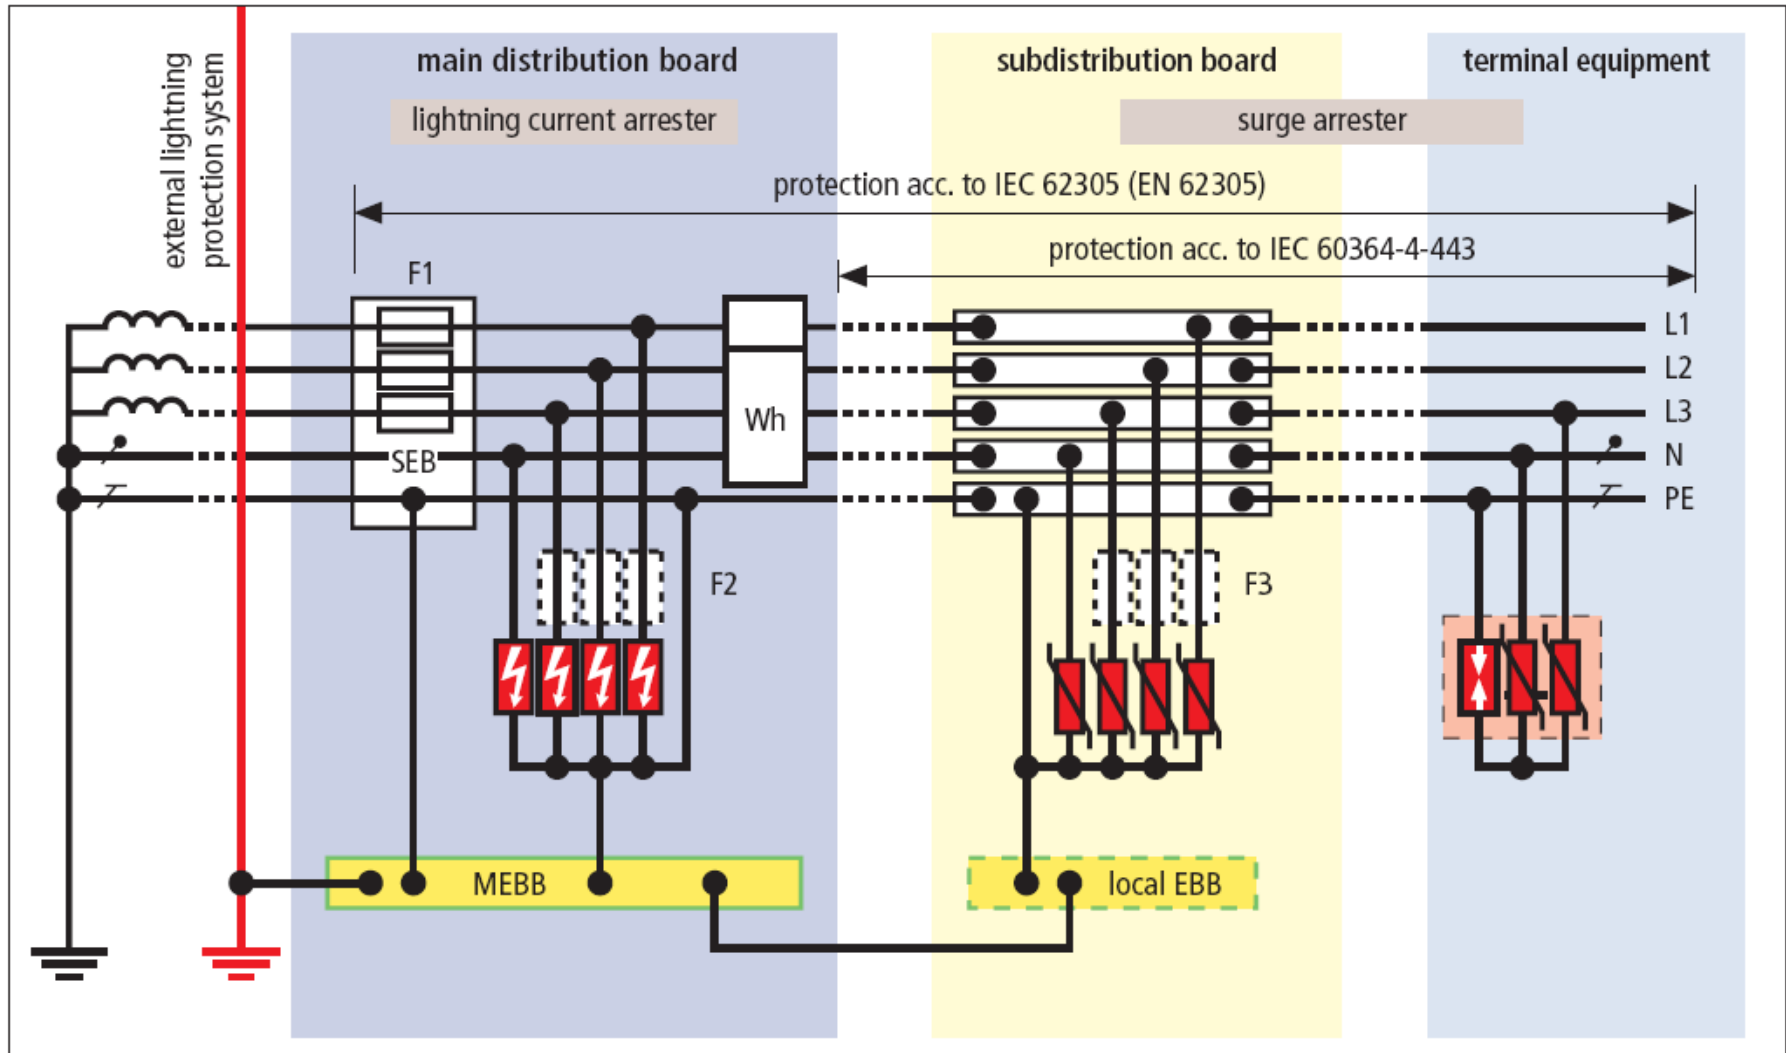 external lightning
protection system
main distribution board
subdistribution board
terminal equipment
lightning current arrester
surge arrester
protection acc. to IEC 62305 (EN 62305)
protection acc. to IEC 60364-4-443
F1
L1
L2
L3
Wh
N
SEB
PE
F2
F3
MEBB
local EBB